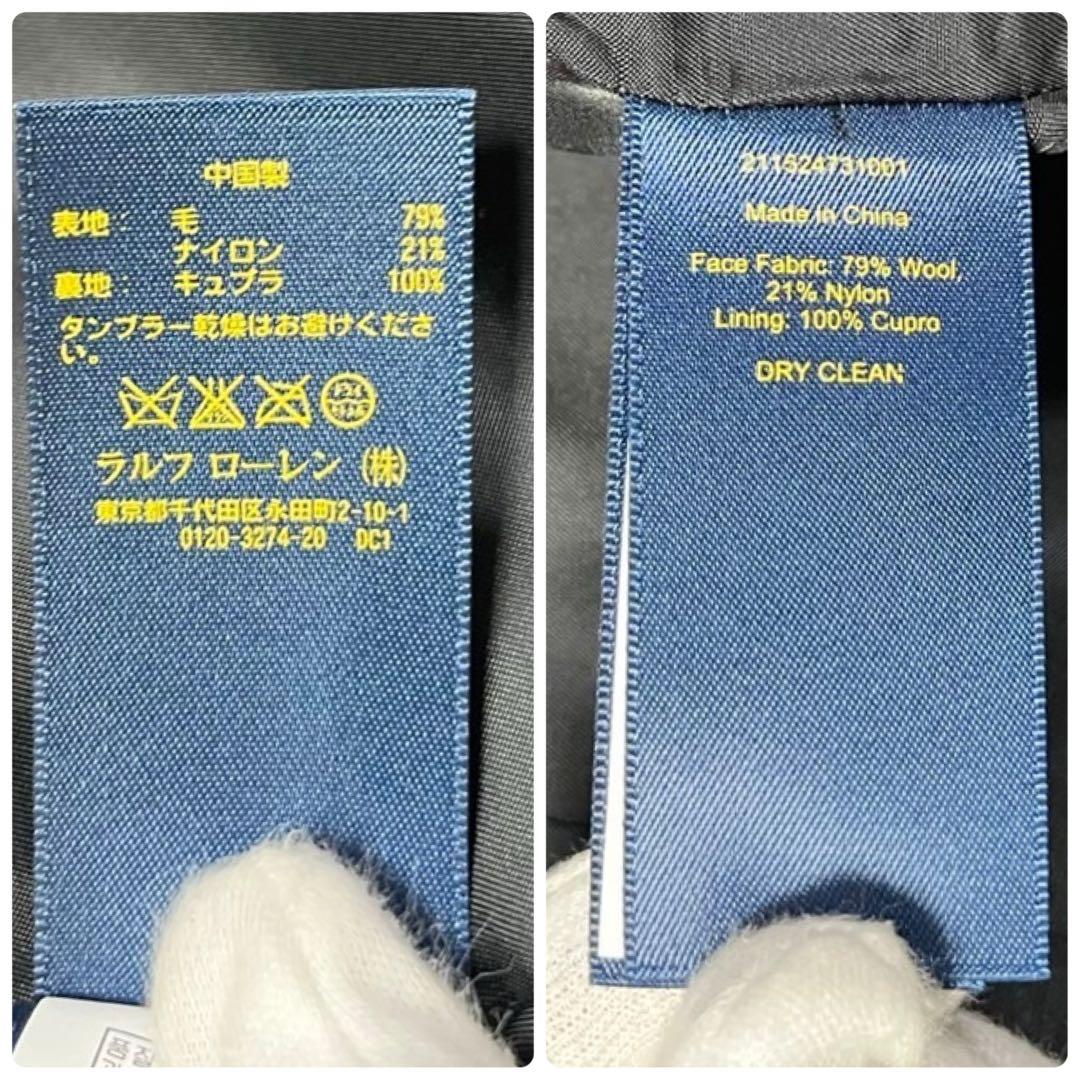 中国製
表地: 毛 79%
ナイロン 21%
裏地: キュプラ 100%
タンブラー乾燥はお避けくださ
い。
ラルフ ローレン (株)
東京都千代田区永田町2-10-1
0120-3274-20 DC1
211524731001
Made in China
Face Fabric: 79% Wool,
21% Nylon
Lining: 100% Cupro
DRY CLEAN